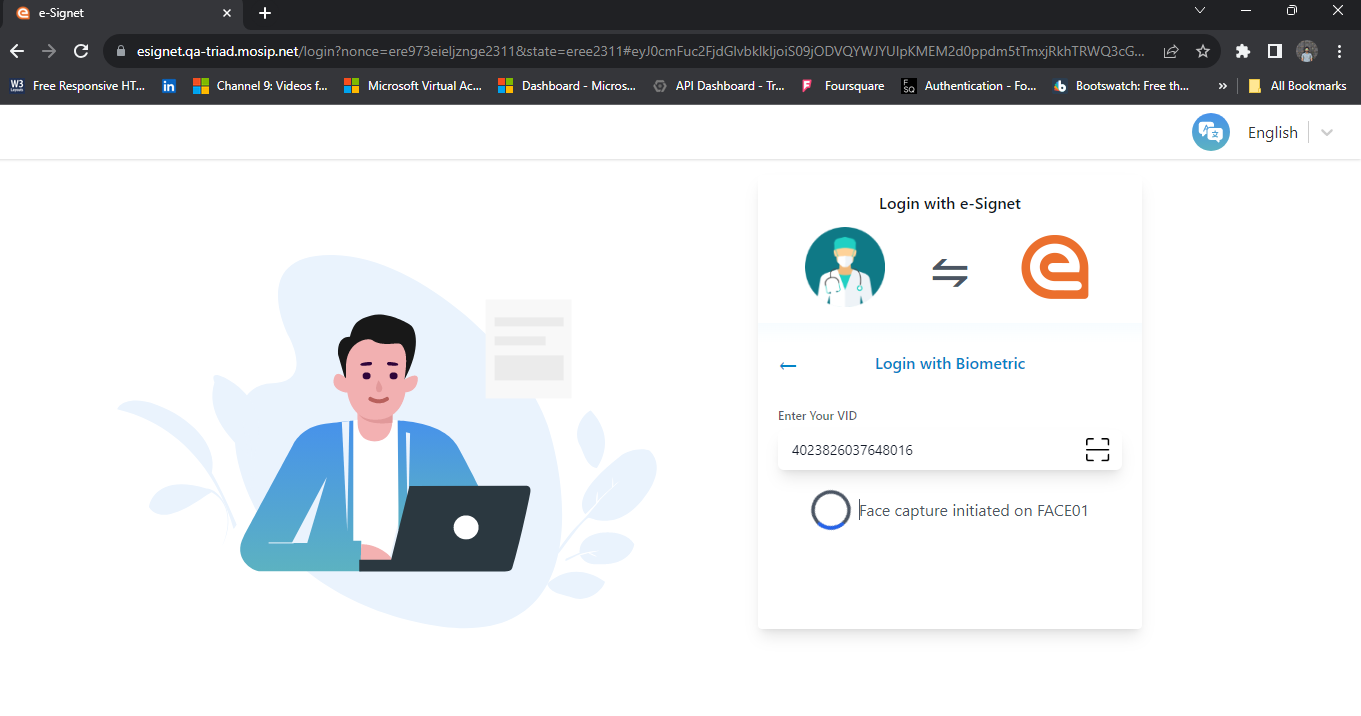 e-Signet
esignet.qa-triad.mosip.net/login?nonce=ere973eieljznge2311&state=eree2311#eyJ0cmFuc2FjdGlvbklkIjoiS09jODVQYWJYUlpKMEM2d0ppdm5tTmxjRkhTRWQ3cG...
W3 Free Responsive HT...
in
Channel 9: Videos f...
Microsoft Virtual Ac...
Dashboard - Micros...
API Dashboard - Tr...
Foursquare
Authentication - Fo...
Bootswatch: Free th...
»
All Bookmarks
English
Login with e-Signet
Login with Biometric
Enter Your VID
4023826037648016
Face capture initiated on FACE01